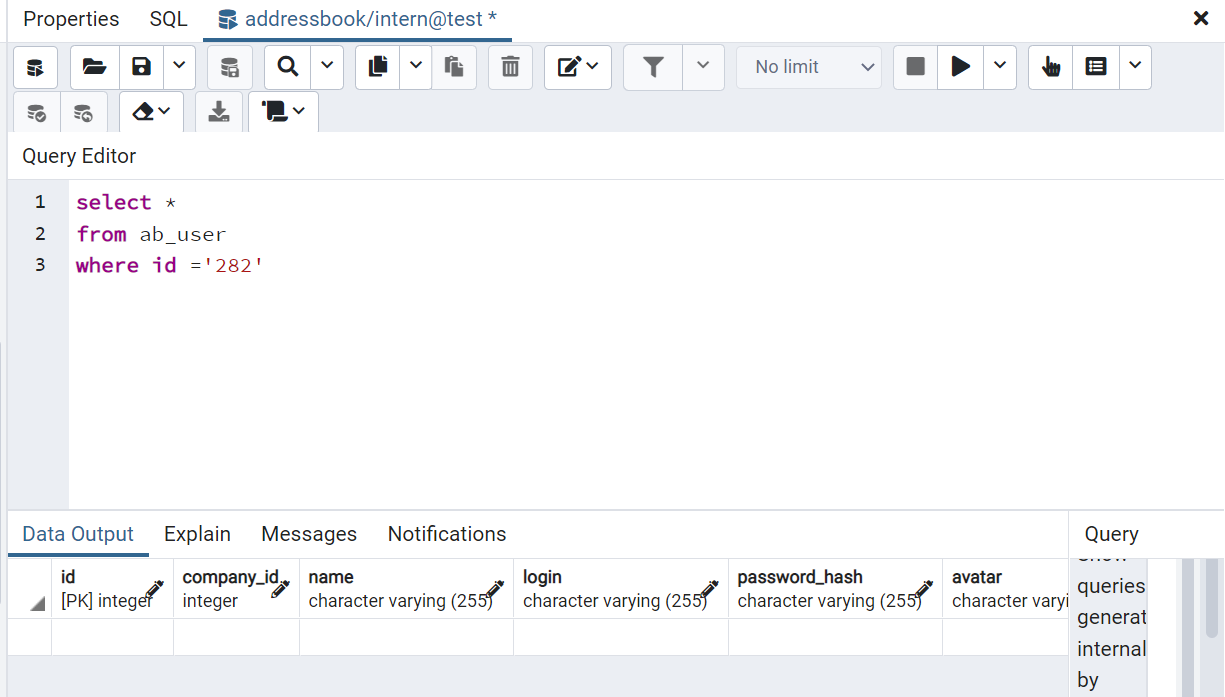 Properties SQL addressbook/intern@test *
No limit
Query Editor
1 select *
2 from ab_user
3 where id ='282'
Data Output Explain Messages Notifications Query
id company_id name login password_hash avatar
[PK] integer integer character varying (255) character varying (255) character varying (255) character varyi
queries
generat
internal
by